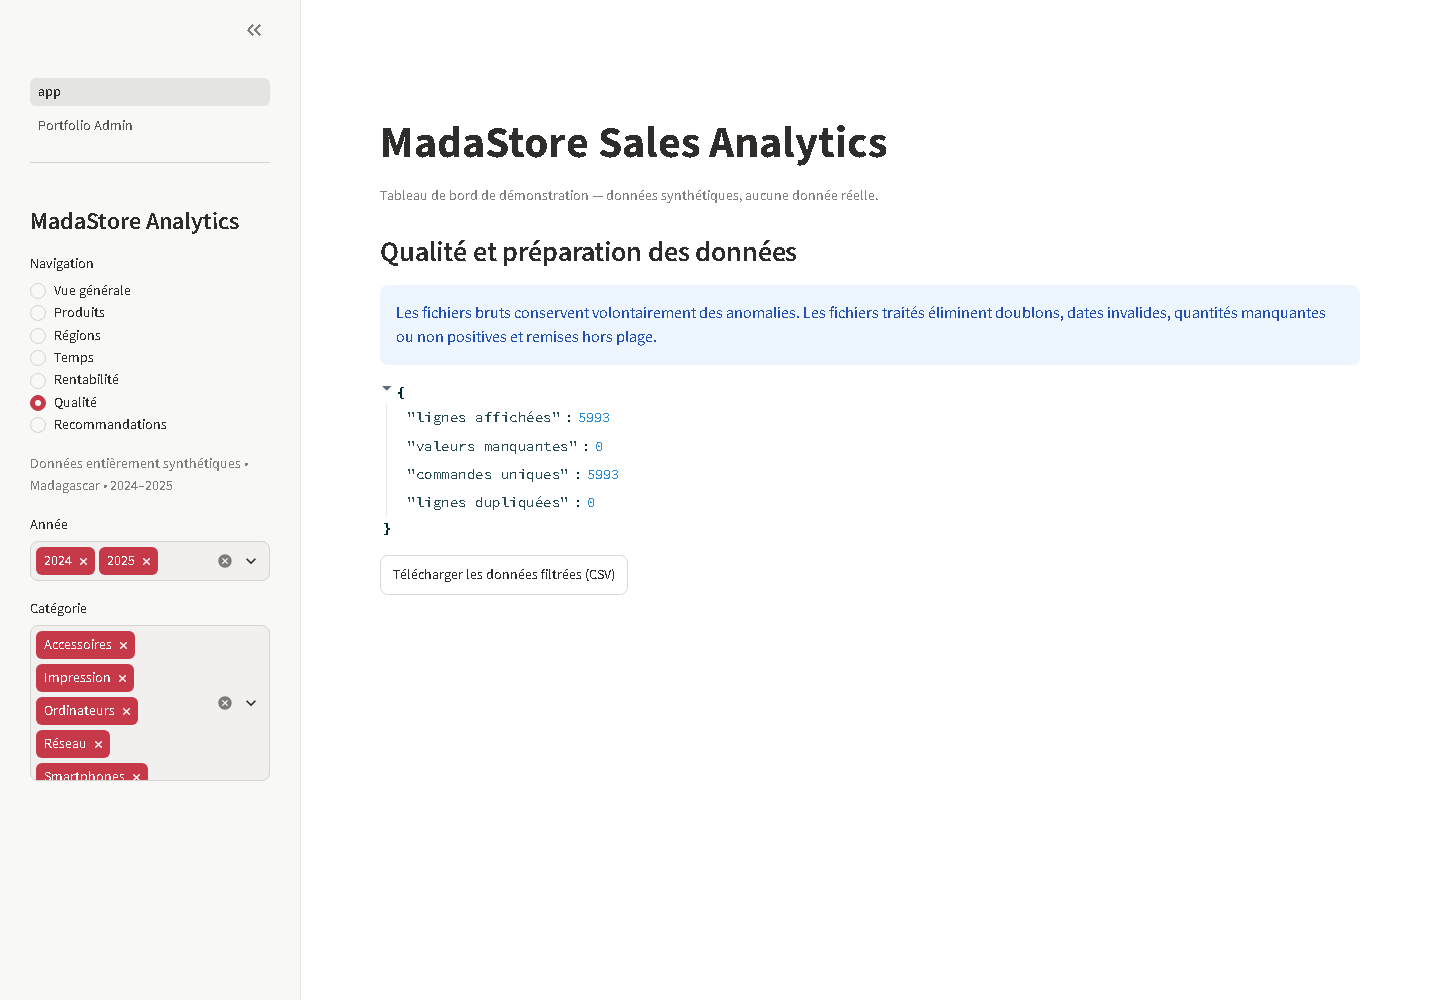 app
Portfolio Admin
MadaStore Analytics
Navigation
Vue générale
Produits
Régions
Temps
Rentabilité
Qualité
Recommandations
Données entièrement synthétiques •
Madagascar • 2024–2025
Année
2024
2025
Catégorie
Accessoires
Impression
Ordinateurs
Réseau
Smartphones
MadaStore Sales Analytics
Tableau de bord de démonstration — données synthétiques, aucune donnée réelle.
Qualité et préparation des données
Les fichiers bruts conservent volontairement des anomalies. Les fichiers traités éliminent doublons, dates invalides, quantités manquantes
ou non positives et remises hors plage.
{
"lignes affichées" : 5993
"valeurs manquantes" : 0
"commandes uniques" : 5993
"lignes dupliquées" : 0
}
Télécharger les données filtrées (CSV)